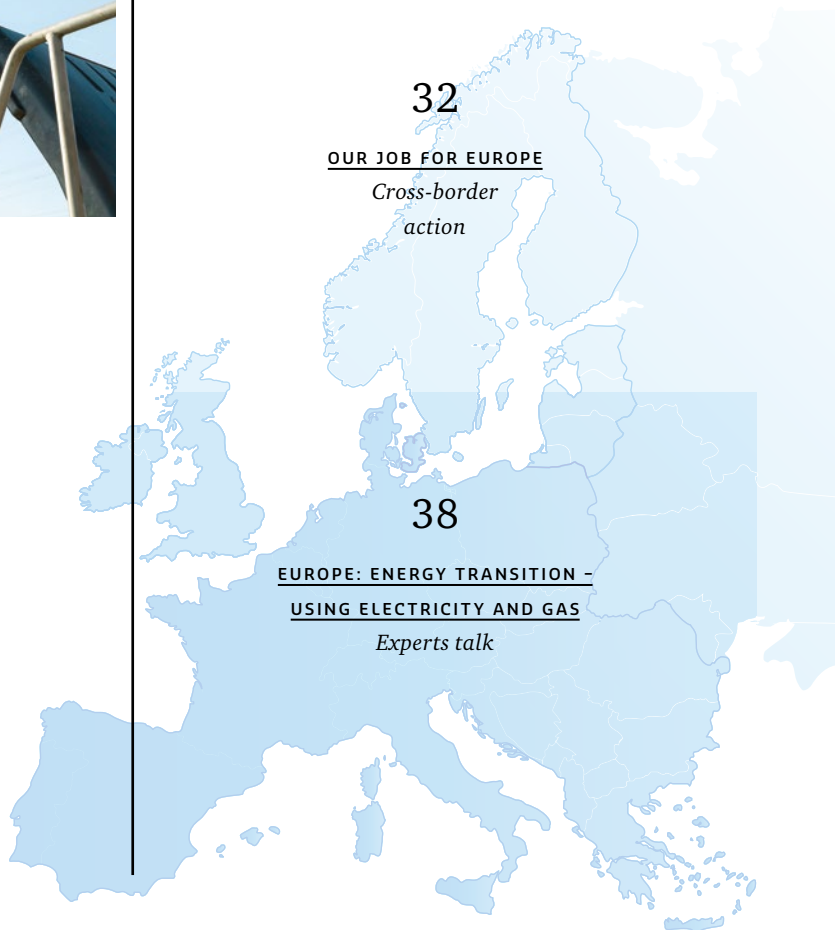 32
OUR JOB FOR EUROPE
Cross-border
action
38
EUROPE: ENERGY TRANSITION –
USING ELECTRICITY AND GAS
Experts talk